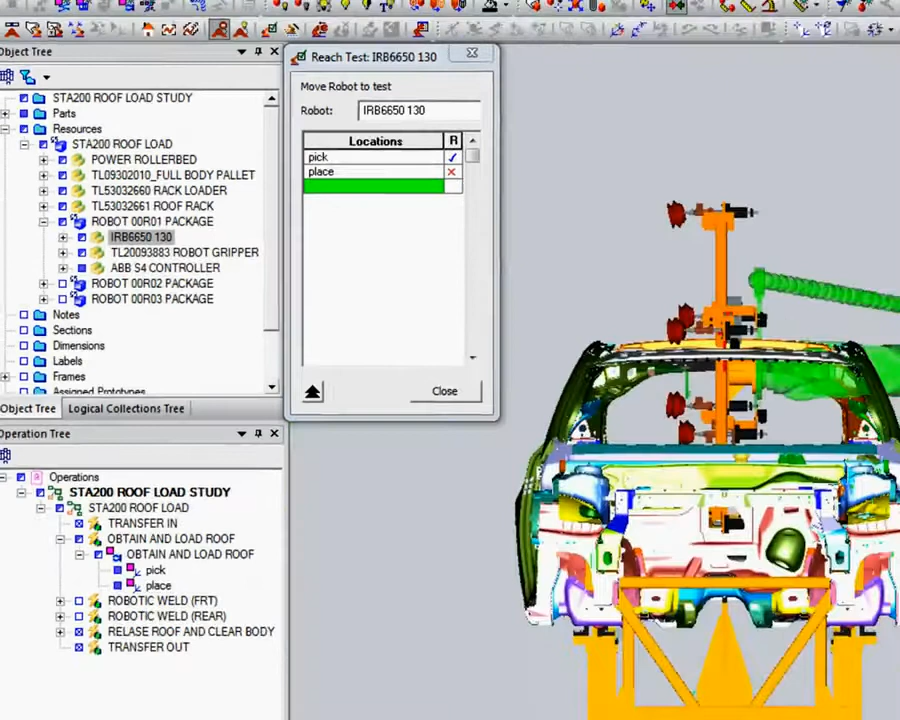 Object Tree
STA200 ROOF LOAD STUDY
Parts
Resources
STA200 ROOF LOAD
POWER ROLLERBED
TL09302010_FULL BODY PALLET
TL53032660 RACK LOADER
TL53032661 ROOF RACK
ROBOT 00R01 PACKAGE
IRB6650 130
TL20093883 ROBOT GRIPPER
ABB S4 CONTROLLER
ROBOT 00R02 PACKAGE
ROBOT 00R03 PACKAGE
Notes
Sections
Dimensions
Labels
Frames
Assigned Prototypes
Object Tree Logical Collections Tree
Reach Test: IRB6650 130
Move Robot to test
Robot: IRB6650 130
Locations R
pick
place
Close
Operation Tree
Operations
STA200 ROOF LOAD STUDY
STA200 ROOF LOAD
TRANSFER IN
OBTAIN AND LOAD ROOF
OBTAIN AND LOAD ROOF
pick
place
ROBOTIC WELD (FRT)
ROBOTIC WELD (REAR)
RELASE ROOF AND CLEAR BODY
TRANSFER OUT